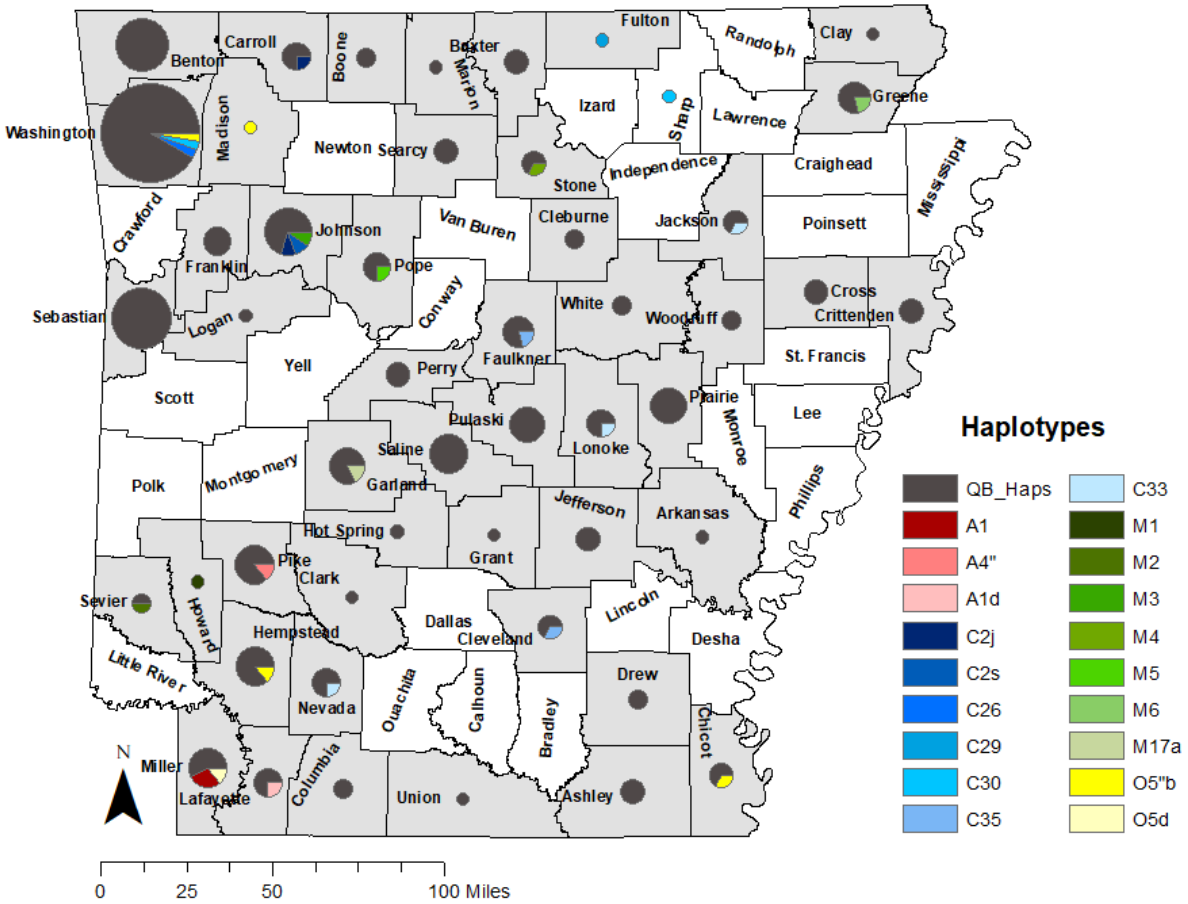 Fulton
Randolph
Clay
Carroll
Boone
Baxter
Benton
Marion
Greene
Izard
Sharp
Lawrence
Washington
Madison
Newton
Searcy
Stone
Independence
Craighead
Mississippi
Crawford
Van Buren
Cleburne
Jackson
Poinsett
Johnson
Franklin
Pope
Conway
White
Woodruff
Cross
Crittenden
Sebastian
Logan
Faulkner
St. Francis
Yell
Perry
Scott
Prairie
Monroe
Lee
Pulaski
Lonoke
Saline
Garland
Montgomery
Polk
Phillips
Hot Spring
Jefferson
Arkansas
Grant
Pike
Clark
Sevier
Howard
Dallas
Cleveland
Lincoln
Desha
Hempstead
Little River
Nevada
Ouachita
Calhoun
Bradley
Drew
Chicot
Miller
Lafayette
Columbia
Union
Ashley
N
0 25 50 100 Miles
Haplotypes
QB_Haps
A1
A4"
A1d
C2j
C2s
C26
C29
C30
C35
C33
M1
M2
M3
M4
M5
M6
M17a
O5"b
O5d